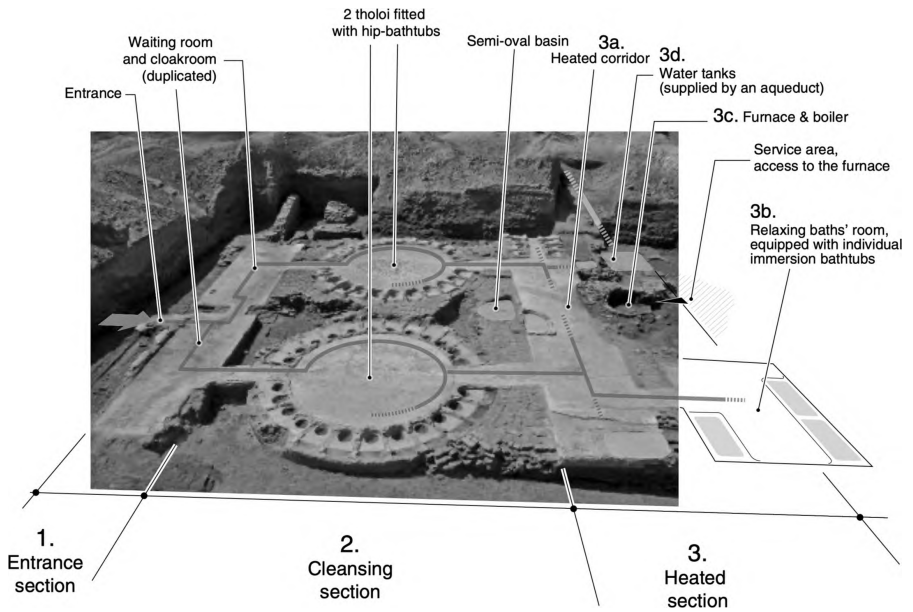 2 tholoi fitted
with hip-bathtubs
Waiting room
and cloakroom
(duplicated)
Entrance
Semi-oval basin
3a.
Heated corridor
3d.
Water tanks
(supplied by an aqueduct)
3c. Furnace & boiler
Service area,
access to the furnace
3b.
Relaxing baths' room,
equipped with individual
immersion bathtubs
1.
Entrance
section
2.
Cleansing
section
3.
Heated
section